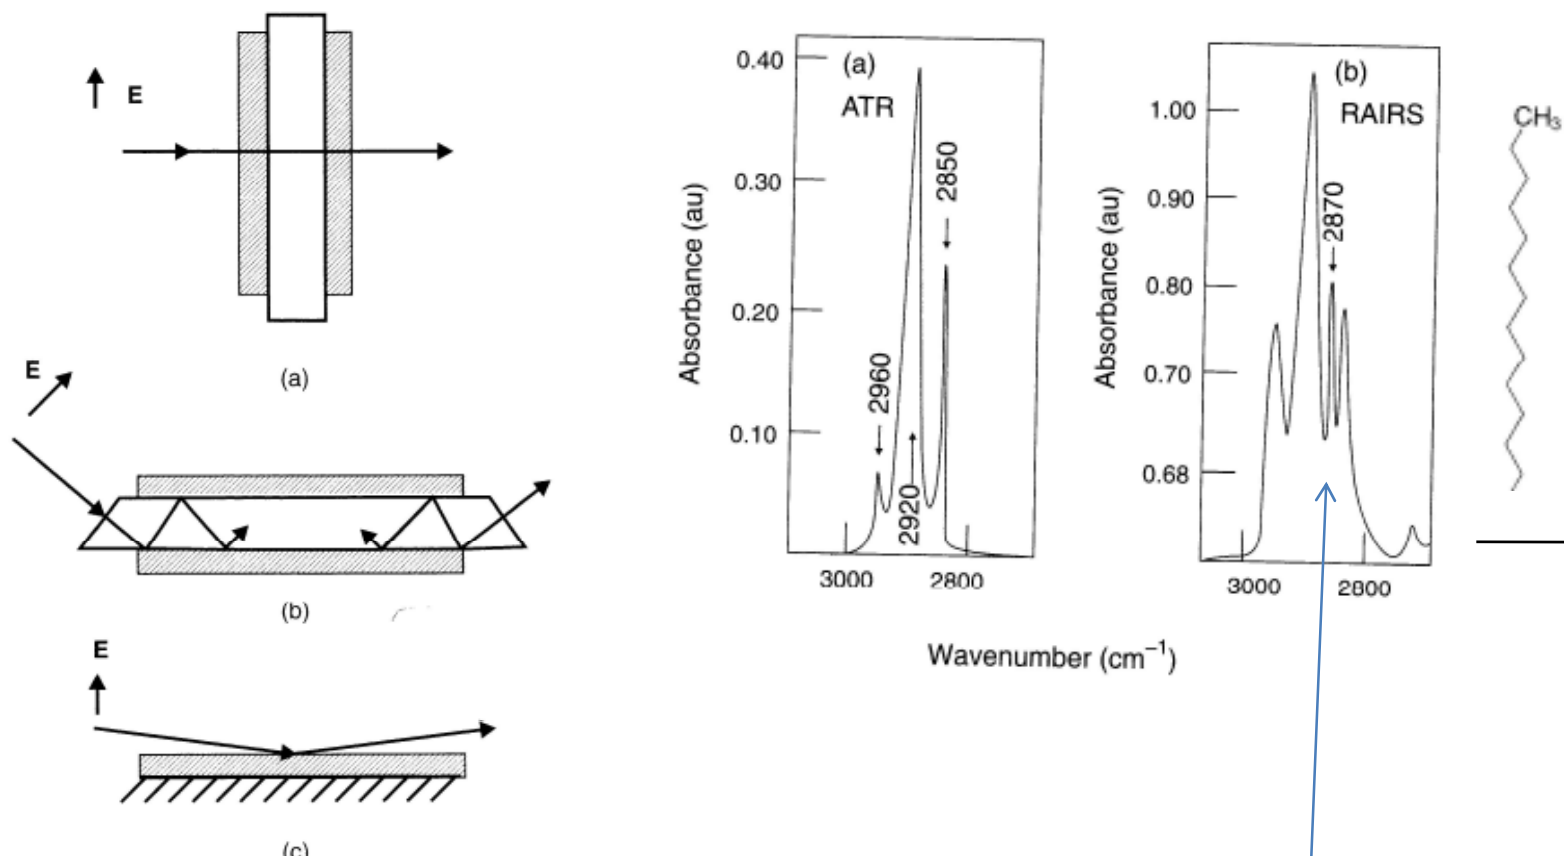 E
(a)
E
(b)
E
(c)
(a)
ATR
0.40
0.30
0.20
0.10
Absorbance (au)
2960
2920
2850
3000
2800
(b)
RAIRS
1.00
0.90
0.80
0.70
0.68
Absorbance (au)
2870
3000
2800
Wavenumber (cm⁻¹)
CH₃